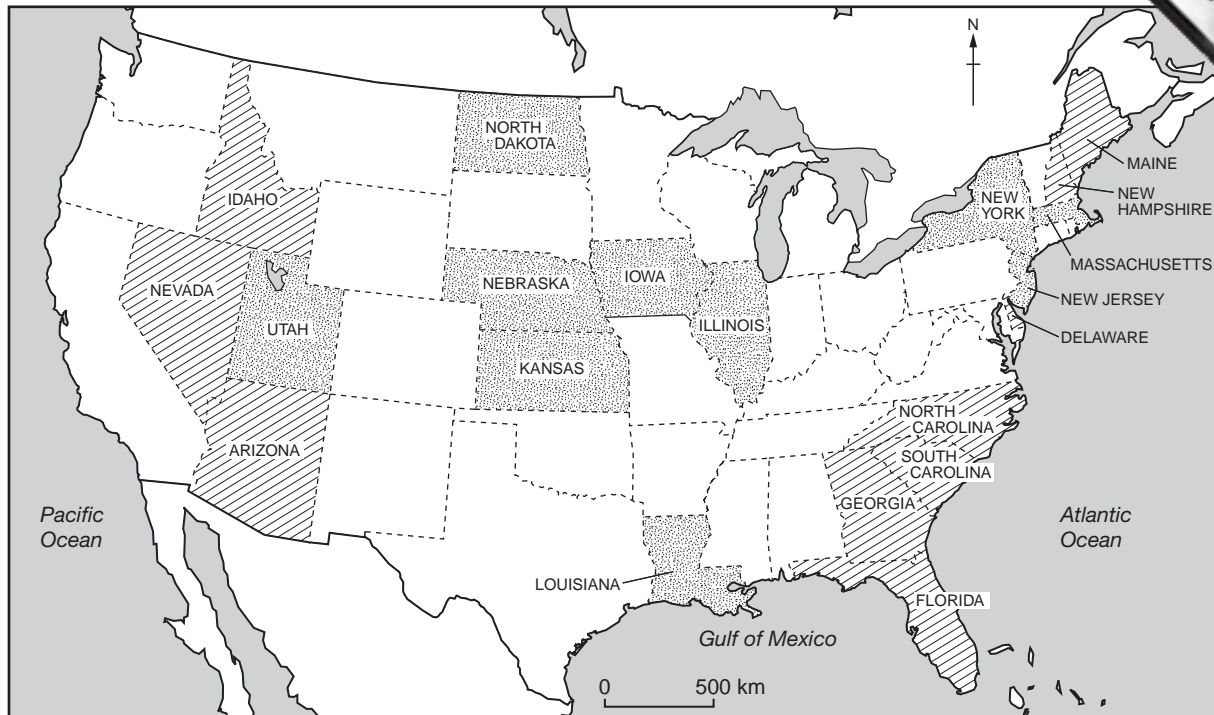 N
NORTH
DAKOTA
MAINE
IDAHO
NEW
YORK
NEW
HAMPSHIRE
NEBRASKA
IOWA
MASSACHUSETTS
NEVADA
NEW JERSEY
UTAH
ILLINOIS
DELAWARE
KANSAS
NORTH
CAROLINA
ARIZONA
SOUTH
CAROLINA
GEORGIA
Pacific
Ocean
Atlantic
Ocean
LOUISIANA
FLORIDA
Gulf of Mexico
0 500 km